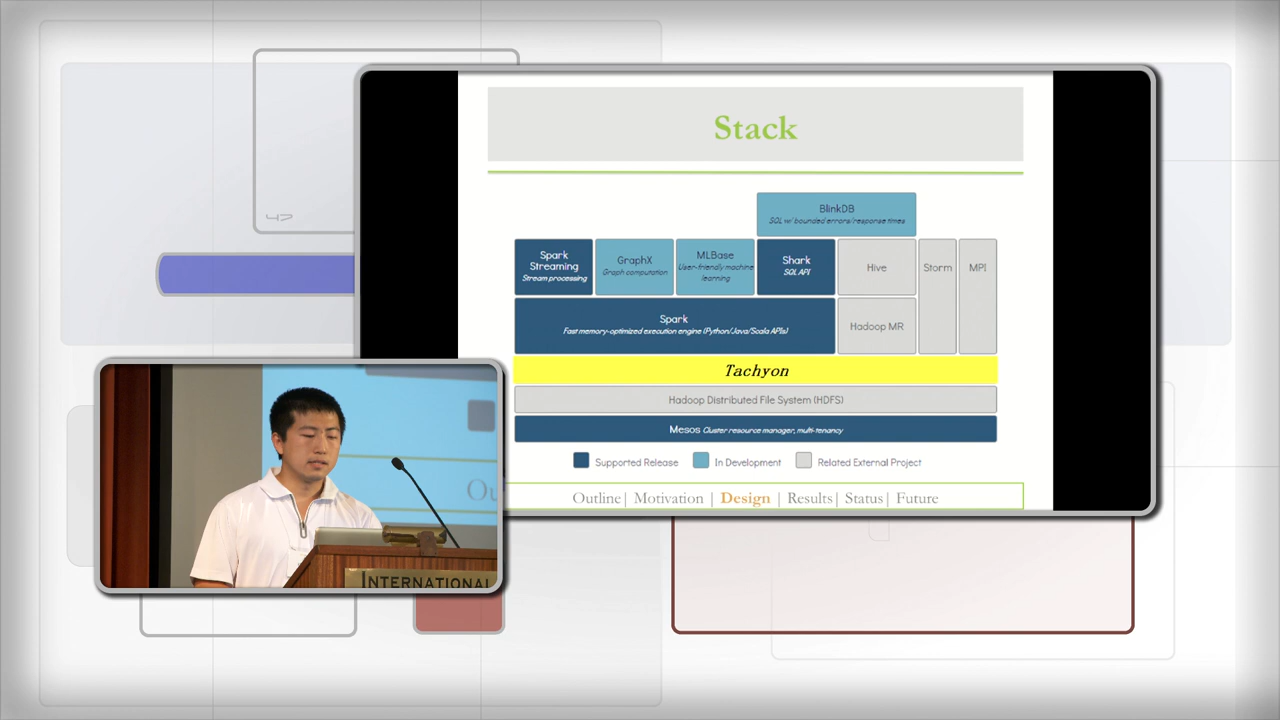 Stack
BlinkDB
SQL w/ bounded errors/response times
Spark
Streaming
Stream processing
GraphX
Graph computation
MLBase
User-friendly machine
learning
Shark
SQL API
Hive
Storm
MPI
Spark
Fast memory-optimized execution engine (Python/Java/Scala APIs)
Hadoop MR
Tachyon
Hadoop Distributed File System (HDFS)
Mesos Cluster resource manager, multi-tenancy
Supported Release
In Development
Related External Project
Outline| Motivation | Design | Results| Status| Future
47
Ou
INTERNATIONAL